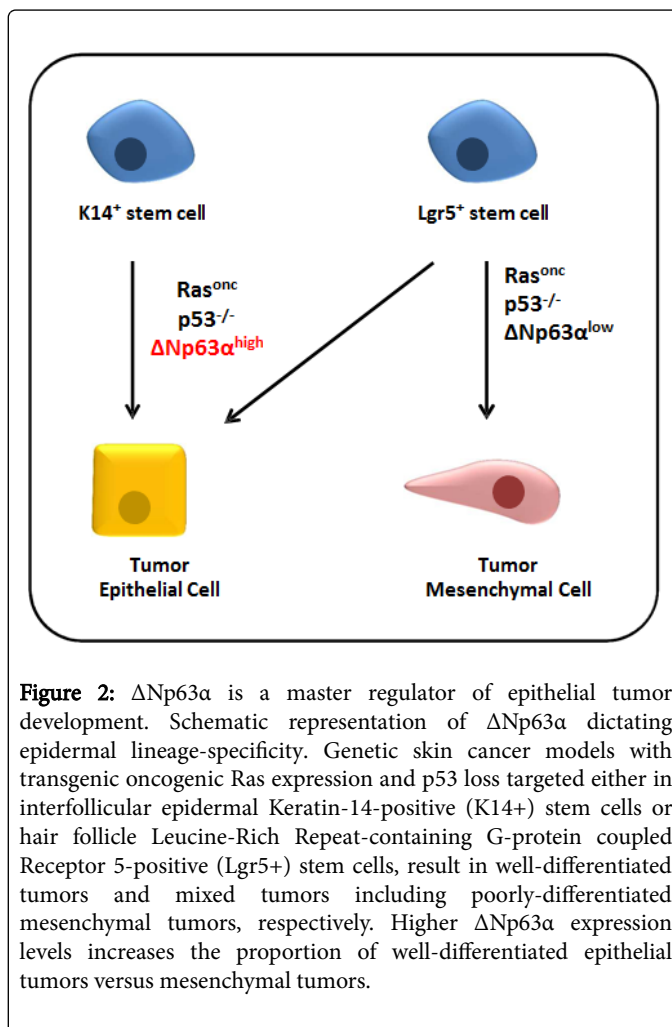 K14⁺ stem cell
Lgr5⁺ stem cell
Rasᵒⁿᶜ
p53⁻/⁻
ΔNp63αʰⁱᵍʰ
Rasᵒⁿᶜ
p53⁻/⁻
ΔNp63αˡᵒʷ
Tumor
Epithelial Cell
Tumor
Mesenchymal Cell
Figure 2: ΔNp63α is a master regulator of epithelial tumor
development. Schematic representation of ΔNp63α dictating
epidermal lineage-specificity. Genetic skin cancer models with
transgenic oncogenic Ras expression and p53 loss targeted either in
interfollicular epidermal Keratin-14-positive (K14+) stem cells or
hair follicle Leucine-Rich Repeat-containing G-protein coupled
Receptor 5-positive (Lgr5+) stem cells, result in well-differentiated
tumors and mixed tumors including poorly-differentiated
mesenchymal tumors, respectively. Higher ΔNp63α expression
levels increases the proportion of well-differentiated epithelial
tumors versus mesenchymal tumors.